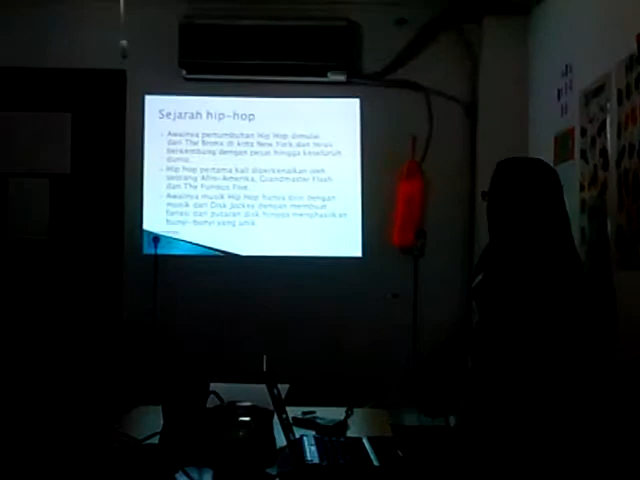 Sejarah hip-hop
Awalnya pertumbuhan Hip Hop dimulai
dari The Bronx di kota New York dan terus
berkembang dengan pesat hingga keseluruh
dunia.
Hip hop pertama kali diperkenalkan oleh
seorang Afro-Amerika, Grandmaster Flash
dan The Furious Five.
Awalnya musik Hip Hop hanya diisi dengan
musik dari Disk Jockey dengan membuat
fungsi dari putaran disk hingga menghasilkan
bunyi-bunyi yang unik